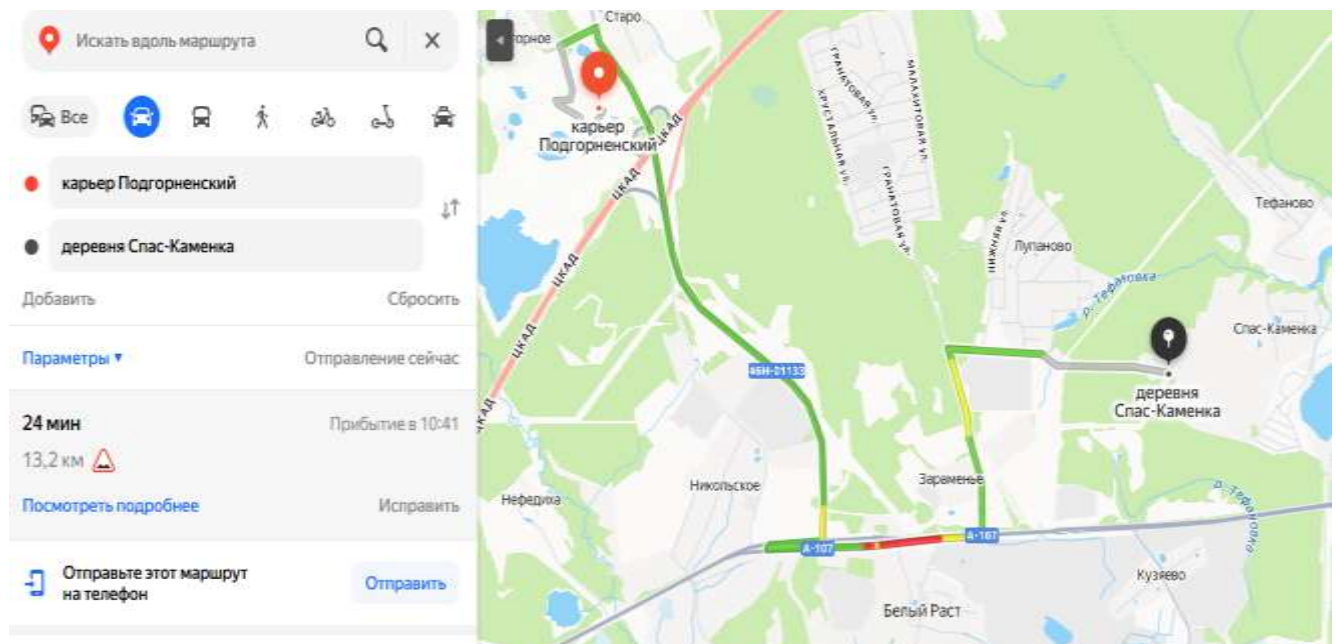 Искать вдоль маршрута
Все
карьер Подгорненский
деревня Спас-Каменка
Добавить
Сбросить
Параметры
Отправление сейчас
24 мин
Прибытие в 10:41
13,2 км
Посмотреть подробнее
Исправить
Отправьте этот маршрут
на телефон
Отправить
Старо
горное
карьер
Подгорненский
ЦКАД
ЦКАД
ЦКАД
ЦКАД
ЦКАД
ГРАНАТОВАЯ УЛ.
МАЛАХИТОВАЯ УЛ.
ХРУСТАЛЬНАЯ УЛ.
ГРАНАТОВАЯ УЛ.
НИЖНЯЯ УЛ.
Лупаново
Тефаново
р. Тефановка
Спас-Каменка
деревня
Спас-Каменка
46Н-01133
Никольское
Зараменье
Нефедиха
А-107
А-107
р. Тефановка
Кузяево
Белый Раст